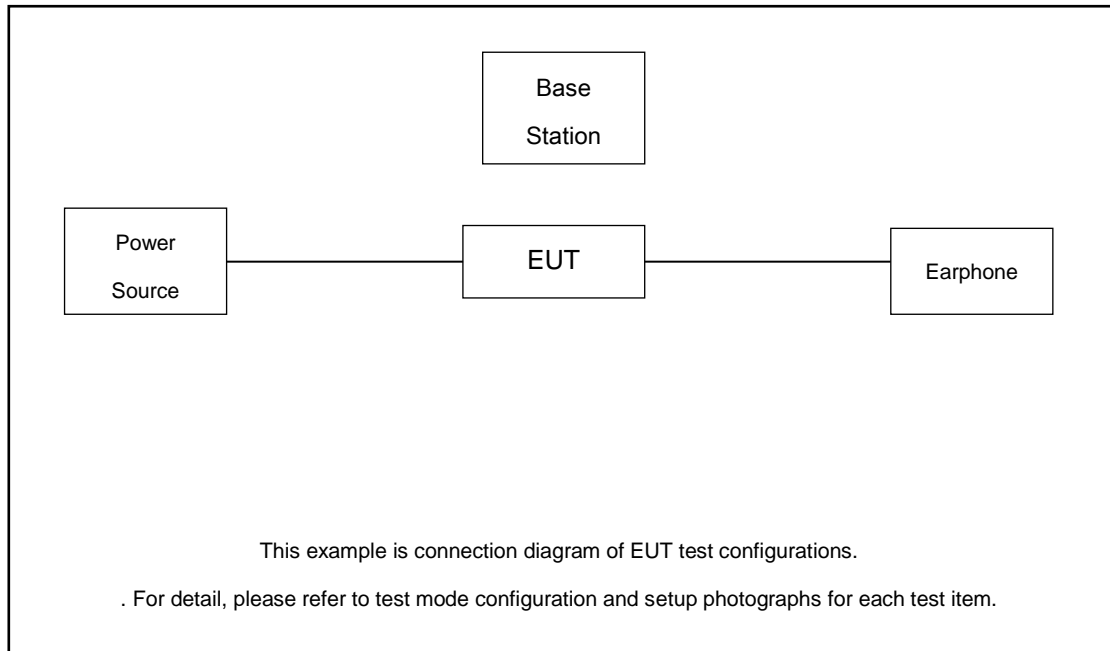 Base
Station
Power
Source
EUT
Earphone
This example is connection diagram of EUT test configurations.
. For detail, please refer to test mode configuration and setup photographs for each test item.